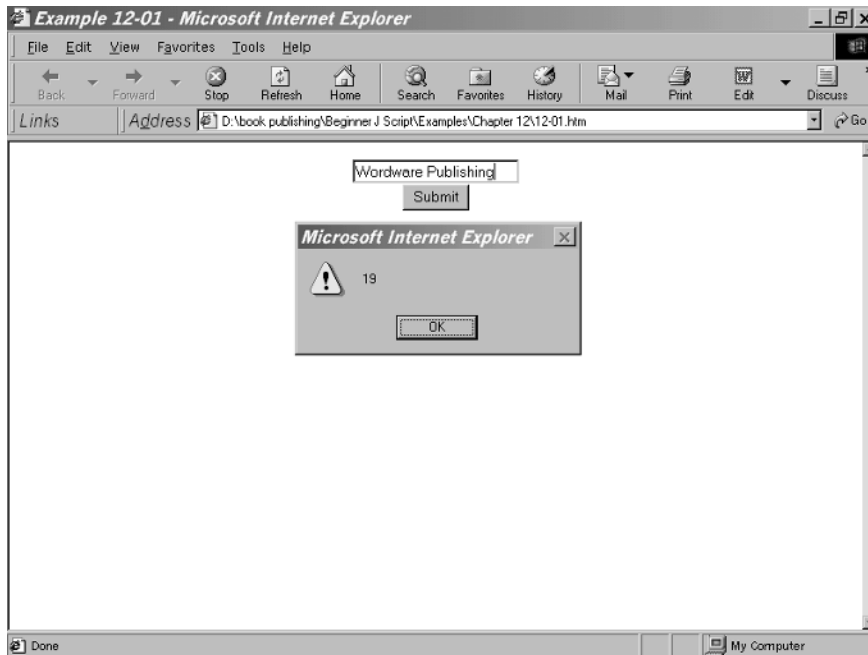 Example 12-01 - Microsoft Internet Explorer
File Edit View Favorites Tools Help
Back Forward Stop Refresh Home Search Favorites History Mail Print Edit Discuss
Links Address D:\book publishing\Beginner J Script\Examples\Chapter 12\12-01.htm Go
Wordware Publishing
Submit
Microsoft Internet Explorer
19
OK
Done My Computer